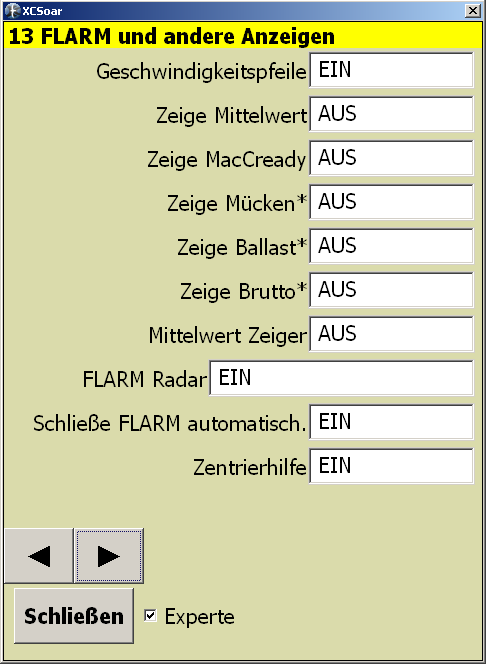 XCSoar
13 FLARM und andere Anzeigen
Geschwindigkeitspfeile EIN
Zeige Mittelwert AUS
Zeige MacCready AUS
Zeige Mücken* AUS
Zeige Ballast* AUS
Zeige Brutto* AUS
Mittelwert Zeiger AUS
FLARM Radar EIN
Schließe FLARM automatisch. EIN
Zentrierhilfe EIN
Schließen Experte